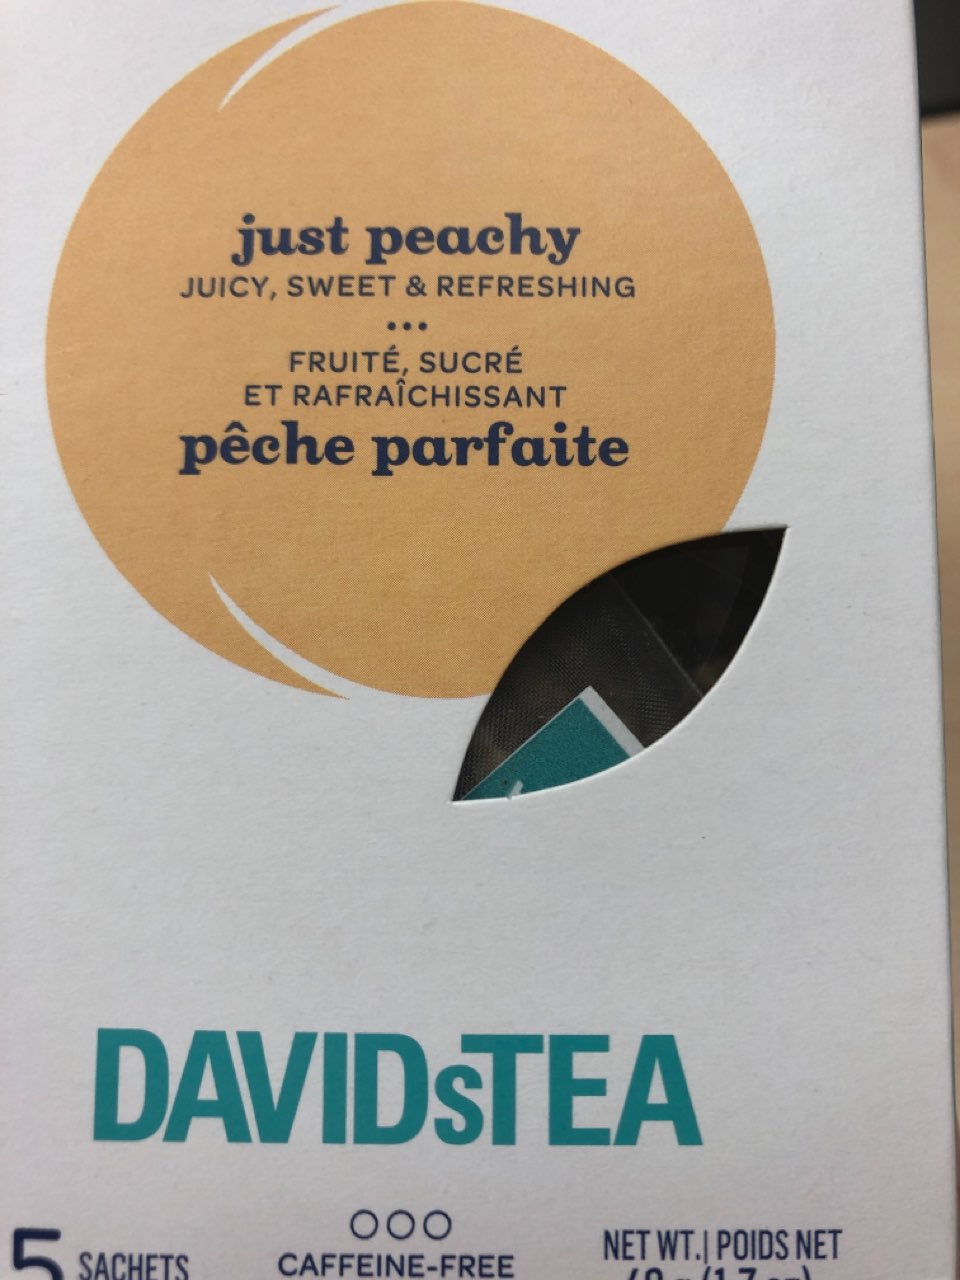 just peachy
JUICY, SWEET & REFRESHING
•••
FRUITÉ, SUCRÉ
ET RAFRAÎCHISSANT
pêche parfaite
DAVIDsTEA
5 SACHETS
CAFFEINE-FREE
NET WT.| POIDS NET